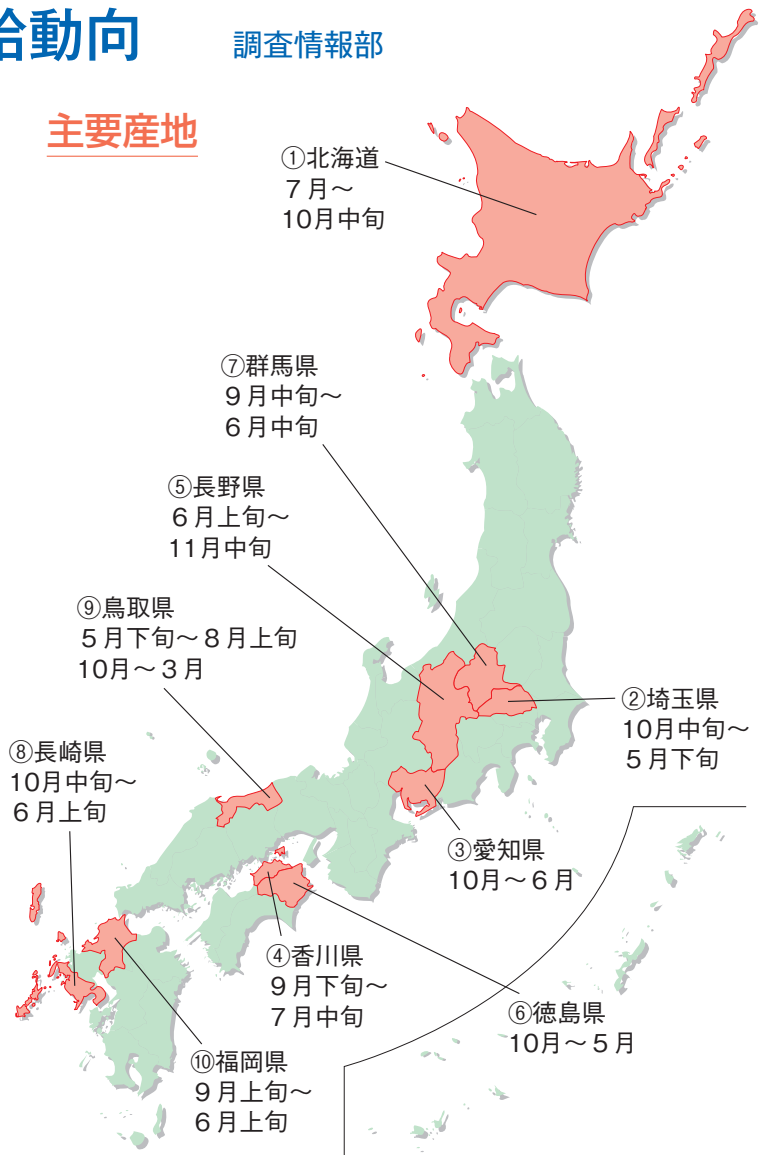 給動向
調査情報部
主要産地
①北海道
7月～
10月中旬
⑦群馬県
9月中旬～
6月中旬
⑤長野県
6月上旬～
11月中旬
⑨鳥取県
5月下旬～8月上旬
10月～3月
②埼玉県
10月中旬～
5月下旬
⑧長崎県
10月中旬～
6月上旬
③愛知県
10月～6月
④香川県
9月下旬～
7月中旬
⑥徳島県
10月～5月
⑩福岡県
9月上旬～
6月上旬